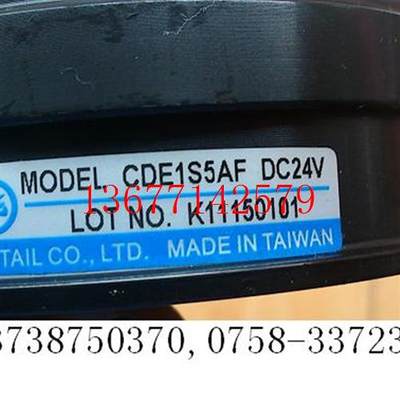 MODEL CDE1S5AF DC24V
13677142579
LOT NO. K11150101
TAIL CO., LTD. MADE IN TAIWAN
3738750370,0758-33723